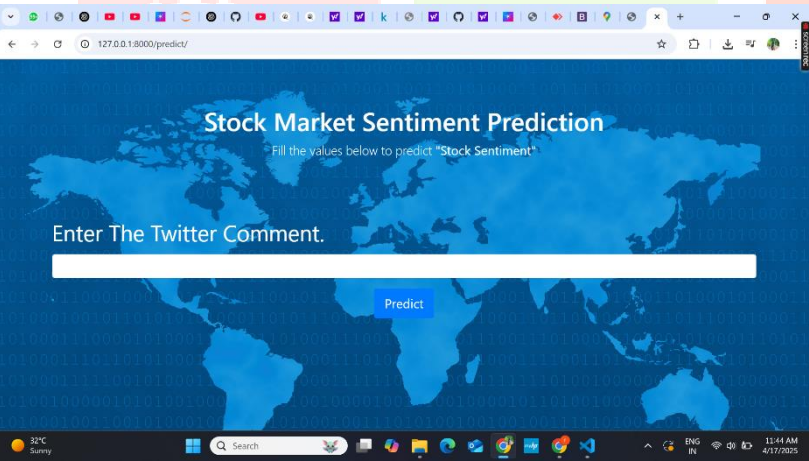 127.0.0.1:8000/predict/
screenrec
Stock Market Sentiment Prediction
Fill the values below to predict "Stock Sentiment"
Enter The Twitter Comment.
Predict
32°C
Sunny
Search
ENG
IN
11:44 AM
4/17/2025